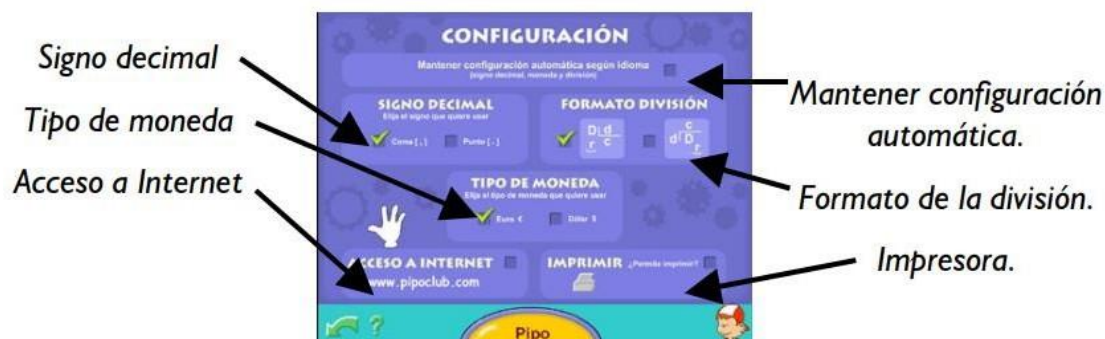 Signo decimal
Tipo de moneda
Acceso a Internet
CONFIGURACIÓN
Mantener configuración automática según idioma
(signo decimal, moneda y división)
SIGNO DECIMAL
Elija el signo que quiere usar
Coma [ , ]
Punto [ . ]
FORMATO DIVISIÓN
D d
r c
c
d D
r
TIPO DE MONEDA
Elija el tipo de moneda que quiere usar
Euro €
Dólar $
ACCESO A INTERNET
www.pipoclub.com
IMPRIMIR ¿Permite imprimir?
?
Pipo
Mantener configuración
automática.
Formato de la división.
Impresora.